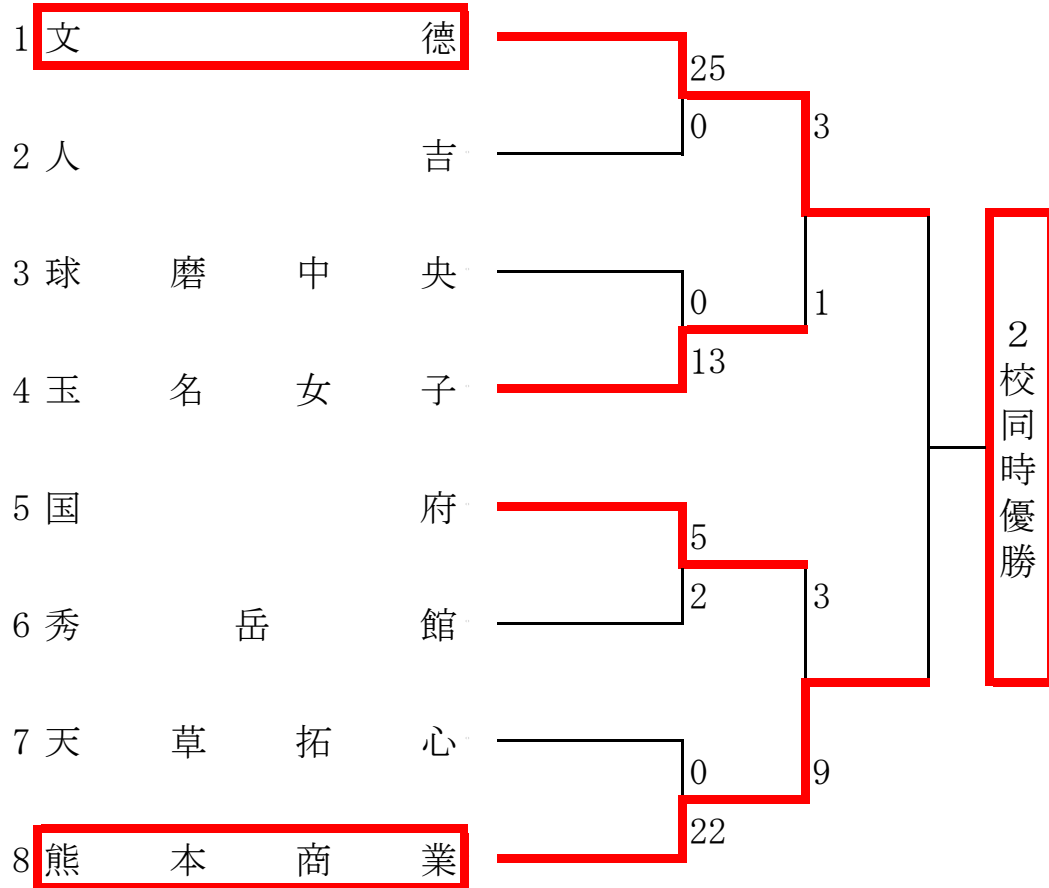 1 文德
25
0
3
2 人吉
3 球磨中央
0
13
1
4 玉名女子
5 国府
5
2
3
6 秀岳館
7 天草拓心
0
22
9
8 熊本商業
2校同時優勝